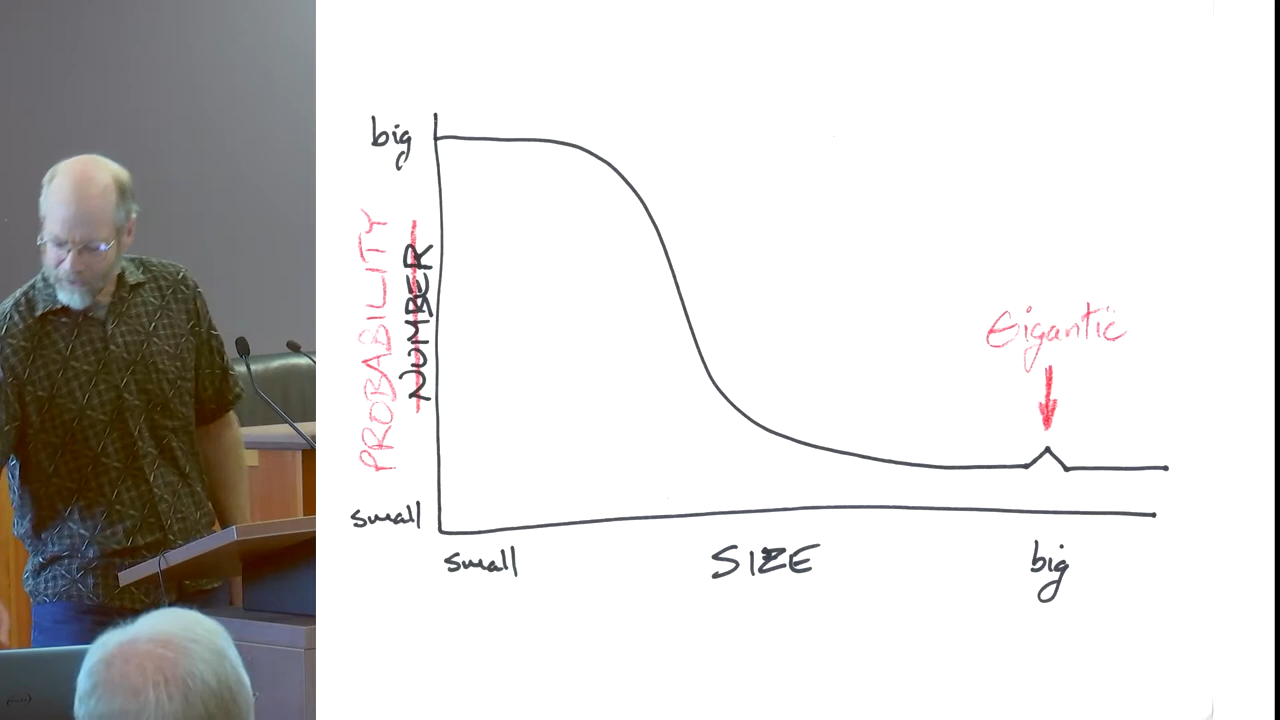 big
PROBABILITY
NUMBER
Gigantic
small
small
SIZE
big